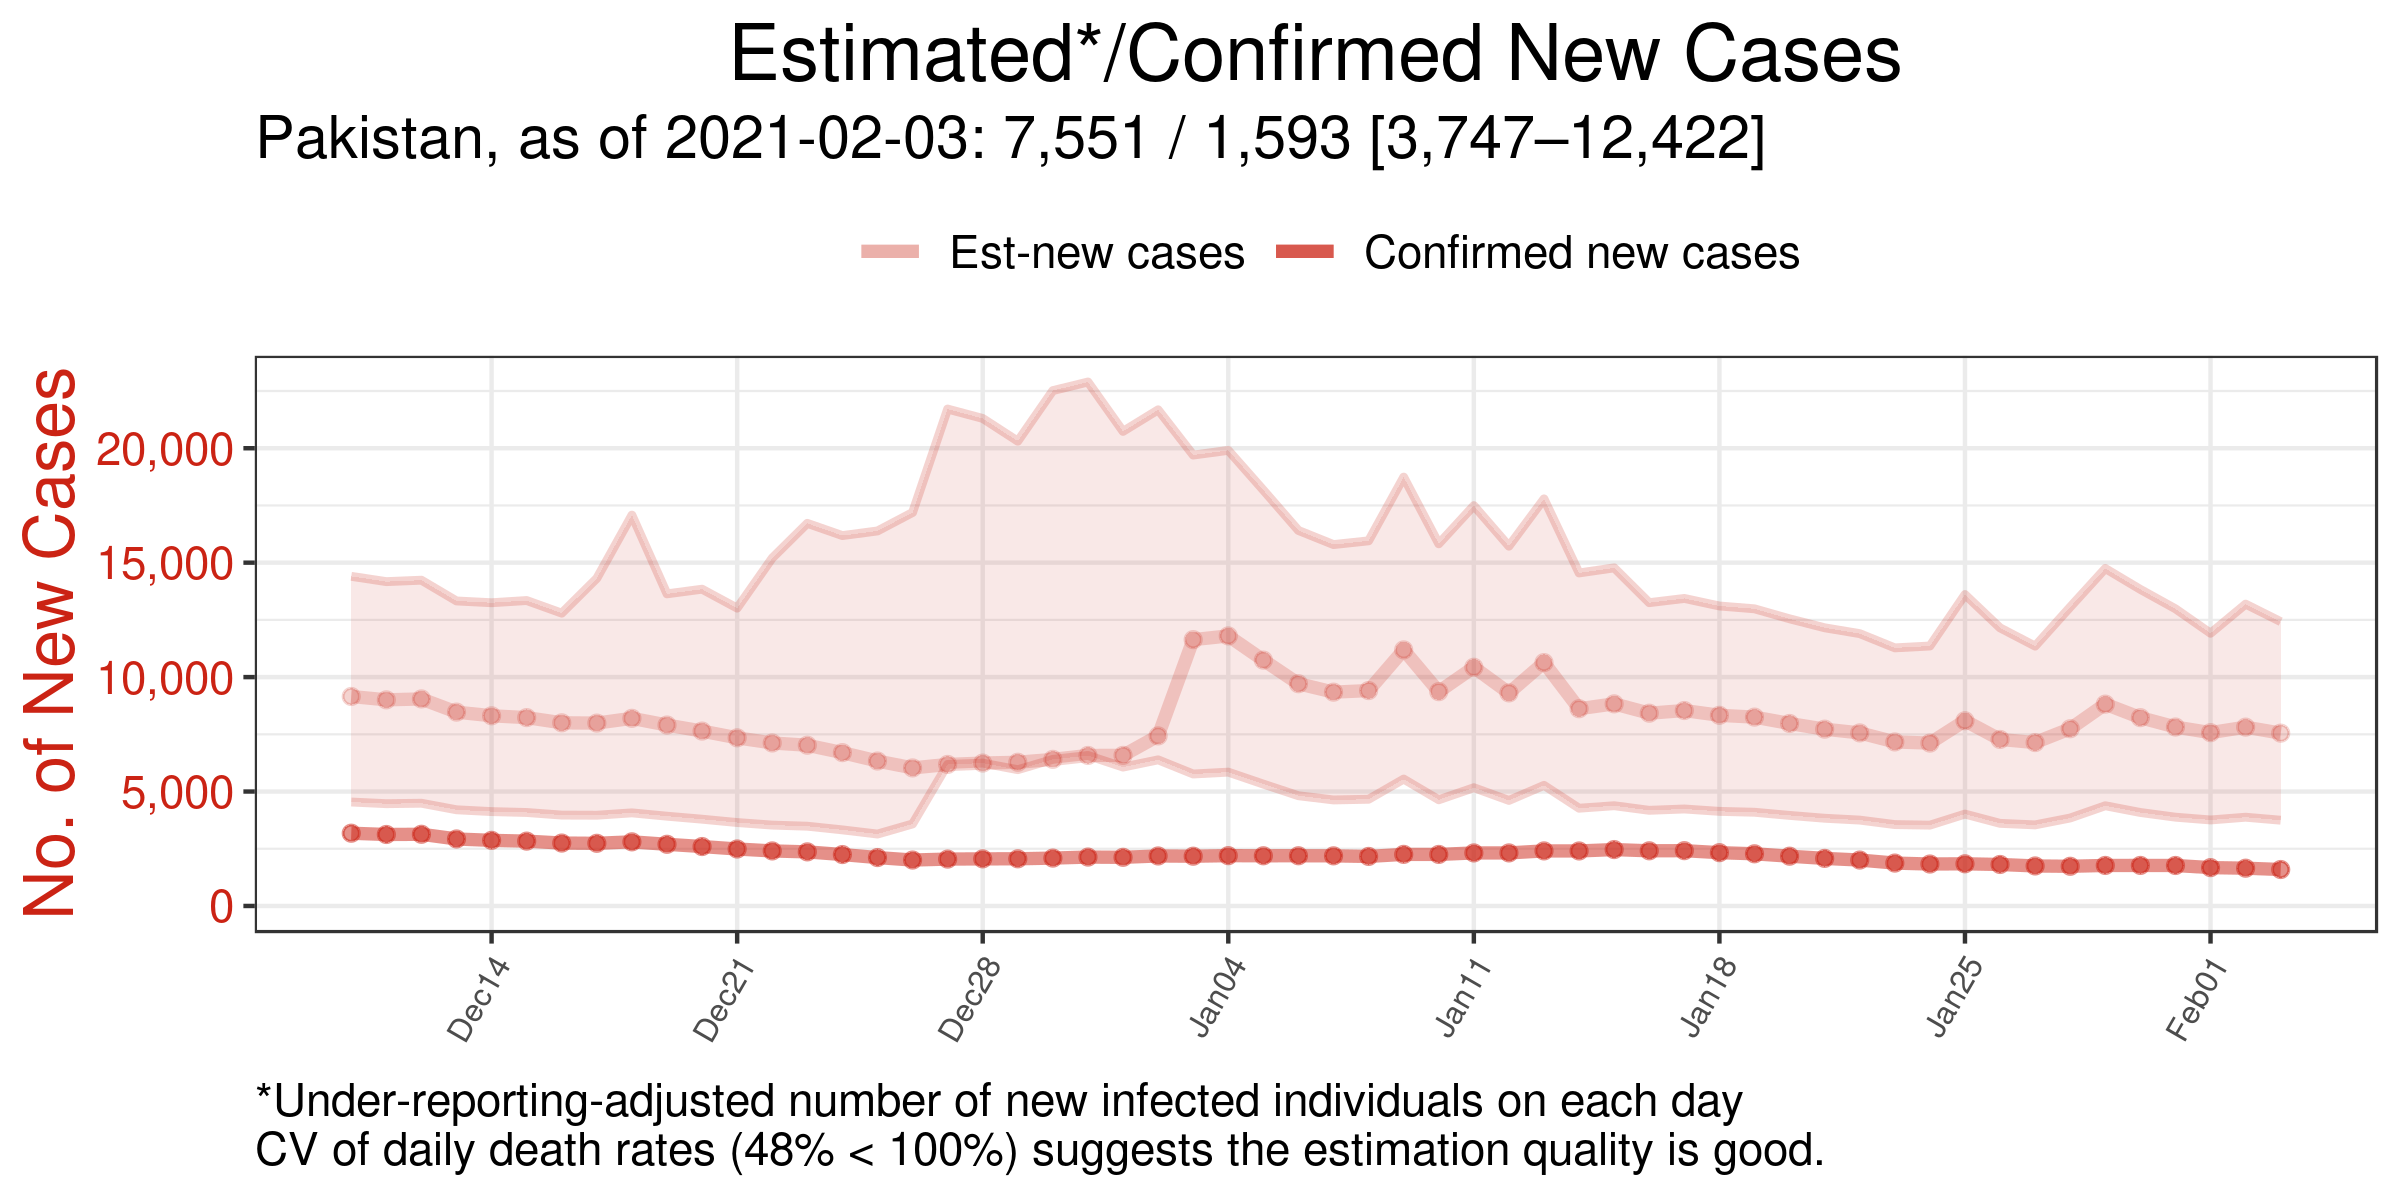 Estimated*/Confirmed New Cases
Pakistan, as of 2021-02-03: 7,551 / 1,593 [3,747–12,422]
Est-new cases Confirmed new cases
No. of New Cases
20,000
15,000
10,000
5,000
0
Dec14 Dec21 Dec28 Jan04 Jan11 Jan18 Jan25 Feb01
*Under-reporting-adjusted number of new infected individuals on each day
CV of daily death rates (48% < 100%) suggests the estimation quality is good.